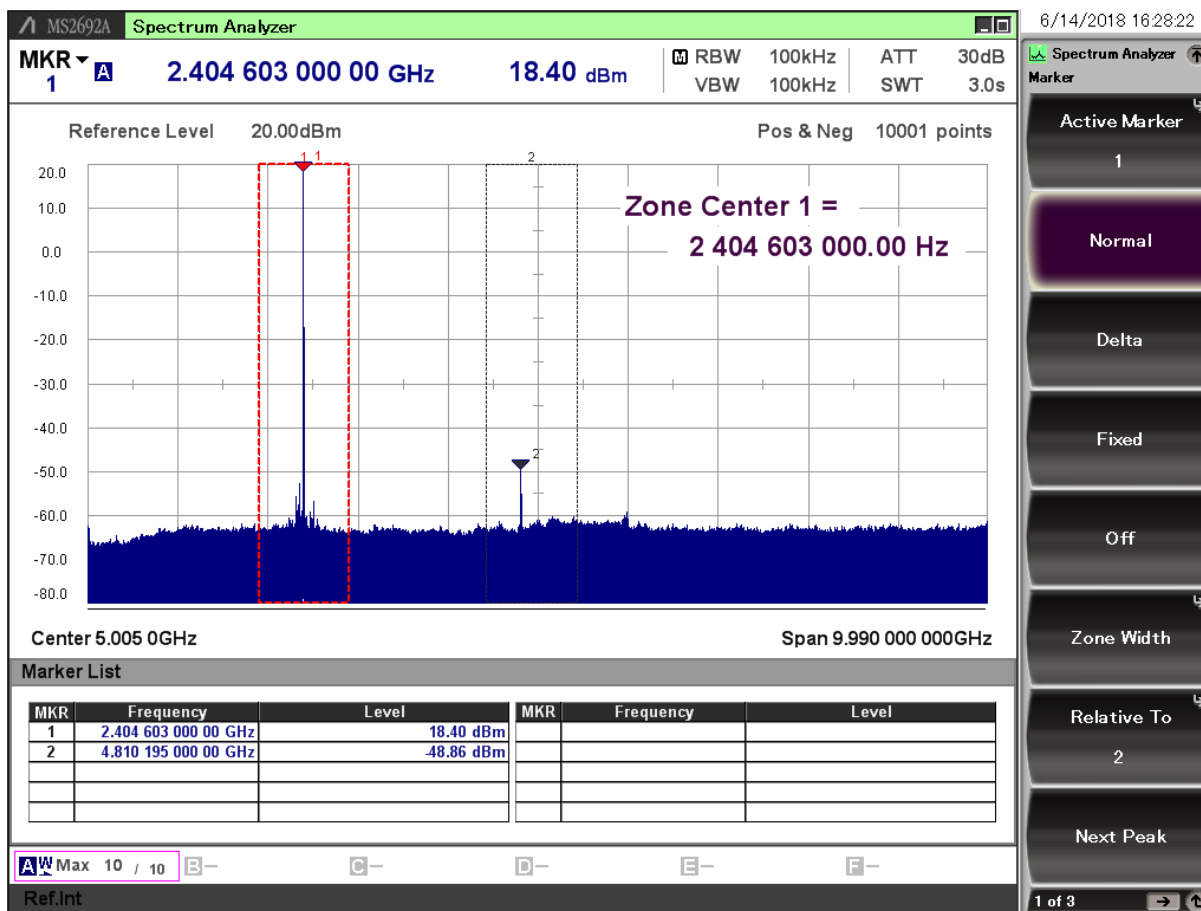 MS2692A Spectrum Analyzer
6/14/2018 16:28:22
MKR 1 A 2.404 603 000 00 GHz 18.40 dBm
M RBW 100kHz ATT 30dB
VBW 100kHz SWT 3.0s
Reference Level 20.00dBm Pos & Neg 10001 points
1 1 2
20.0
10.0
0.0
-10.0
-20.0
-30.0
-40.0
-50.0
-60.0
-70.0
-80.0
Zone Center 1 =
2 404 603 000.00 Hz
2
Center 5.005 0GHz Span 9.990 000 000GHz
Marker List
MKR Frequency Level MKR Frequency Level
1 2.404 603 000 00 GHz 18.40 dBm
2 4.810 195 000 00 GHz -48.86 dBm
A Max 10 / 10 B- C- D- E- F-
Ref.Int
Spectrum Analyzer
Marker
Active Marker
1
Normal
Delta
Fixed
Off
Zone Width
Relative To
2
Next Peak
1 of 3